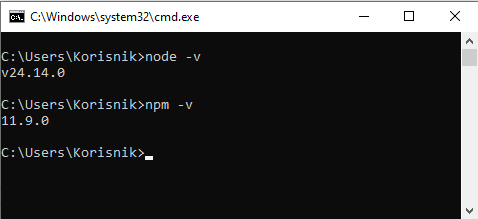 C:\Windows\system32\cmd.exe
C:\Users\Korisnik>node -v
v24.14.0
C:\Users\Korisnik>npm -v
11.9.0
C:\Users\Korisnik>